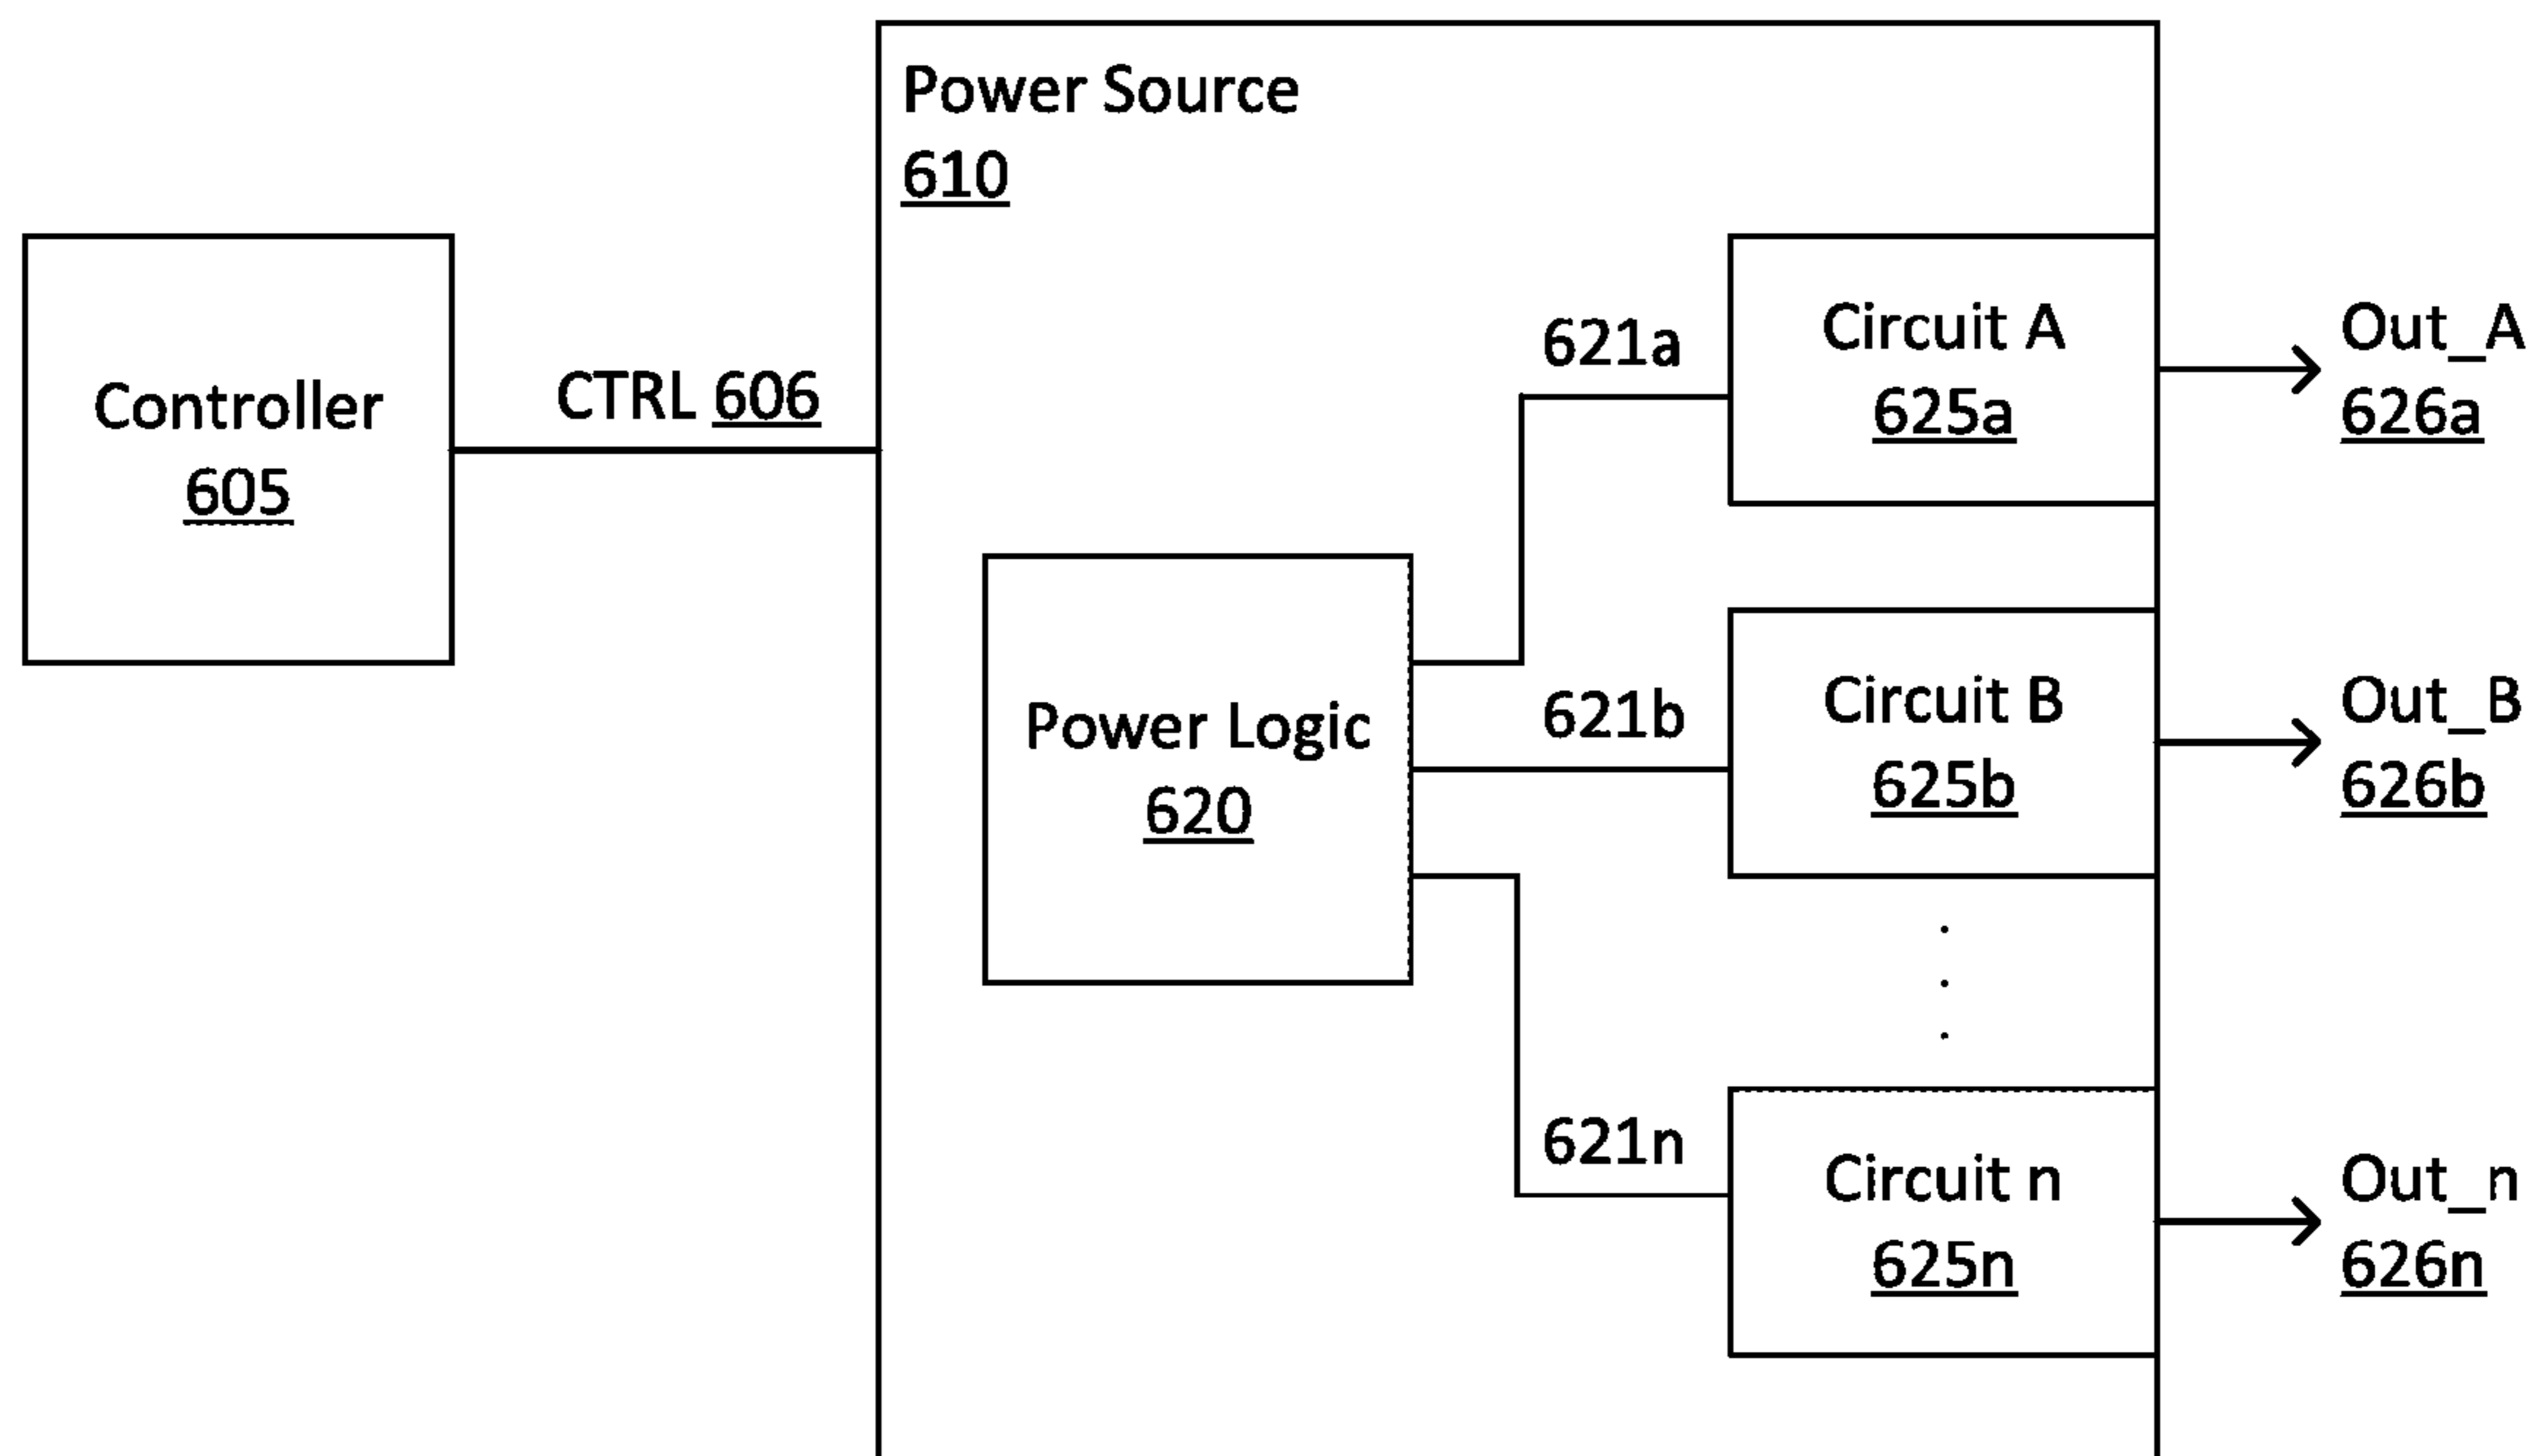 Power Source
610
Controller
605
CTRL 606
Power Logic
620
621a
Circuit A
625a
Out_A
626a
621b
Circuit B
625b
Out_B
626b
621n
Circuit n
625n
Out_n
626n